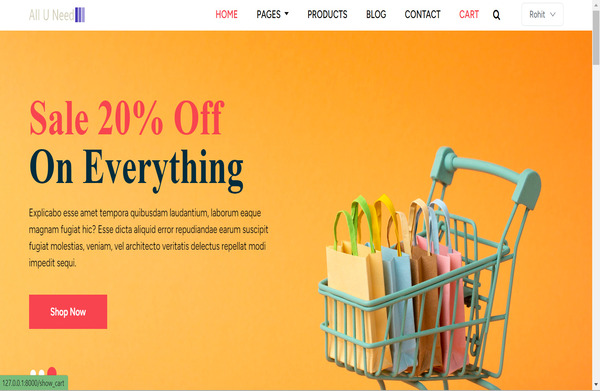 All U Need
HOME PAGES PRODUCTS BLOG CONTACT CART Rohit
Sale 20% Off
On Everything
Explicabo esse amet tempora quibusdam laudantium, laborum eaque
magnam fugiat hic? Esse dicta aliquid error repudiandae earum suscipit
fugiat molestias, veniam, vel architecto veritatis delectus repellat modi
impedit sequi.
Shop Now
127.0.0.1:8000/show_cart